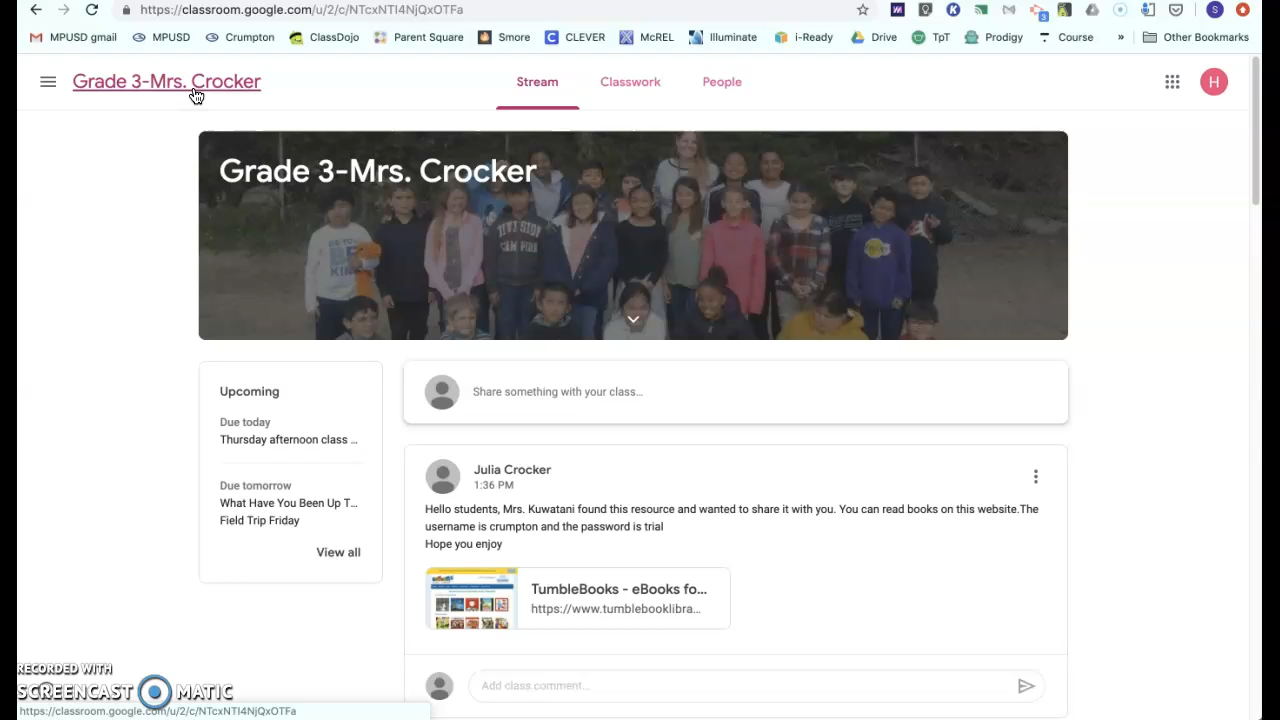 https://classroom.google.com/u/2/c/NTcxNTI4NjQxOTFa
MPUSD gmail MPUSD Crumpton ClassDojo Parent Square Smore CLEVER McREL Illuminate i-Ready Drive TpT Prodigy Course » Other Bookmarks
Grade 3-Mrs. Crocker Stream Classwork People H
Grade 3-Mrs. Crocker
Upcoming
Due today
Thursday afternoon class ...
Due tomorrow
What Have You Been Up T...
Field Trip Friday
View all
Share something with your class...
Julia Crocker
1:36 PM
Hello students, Mrs. Kuwatani found this resource and wanted to share it with you. You can read books on this website.The
username is crumpton and the password is trial
Hope you enjoy
TumbleBooks - eBooks fo...
https://www.tumblebooklibra...
Add class comment...
RECORDED WITH
SCREENCAST MATIC
https://classroom.google.com/u/2/c/NTcxNTI4NjQxOTFa